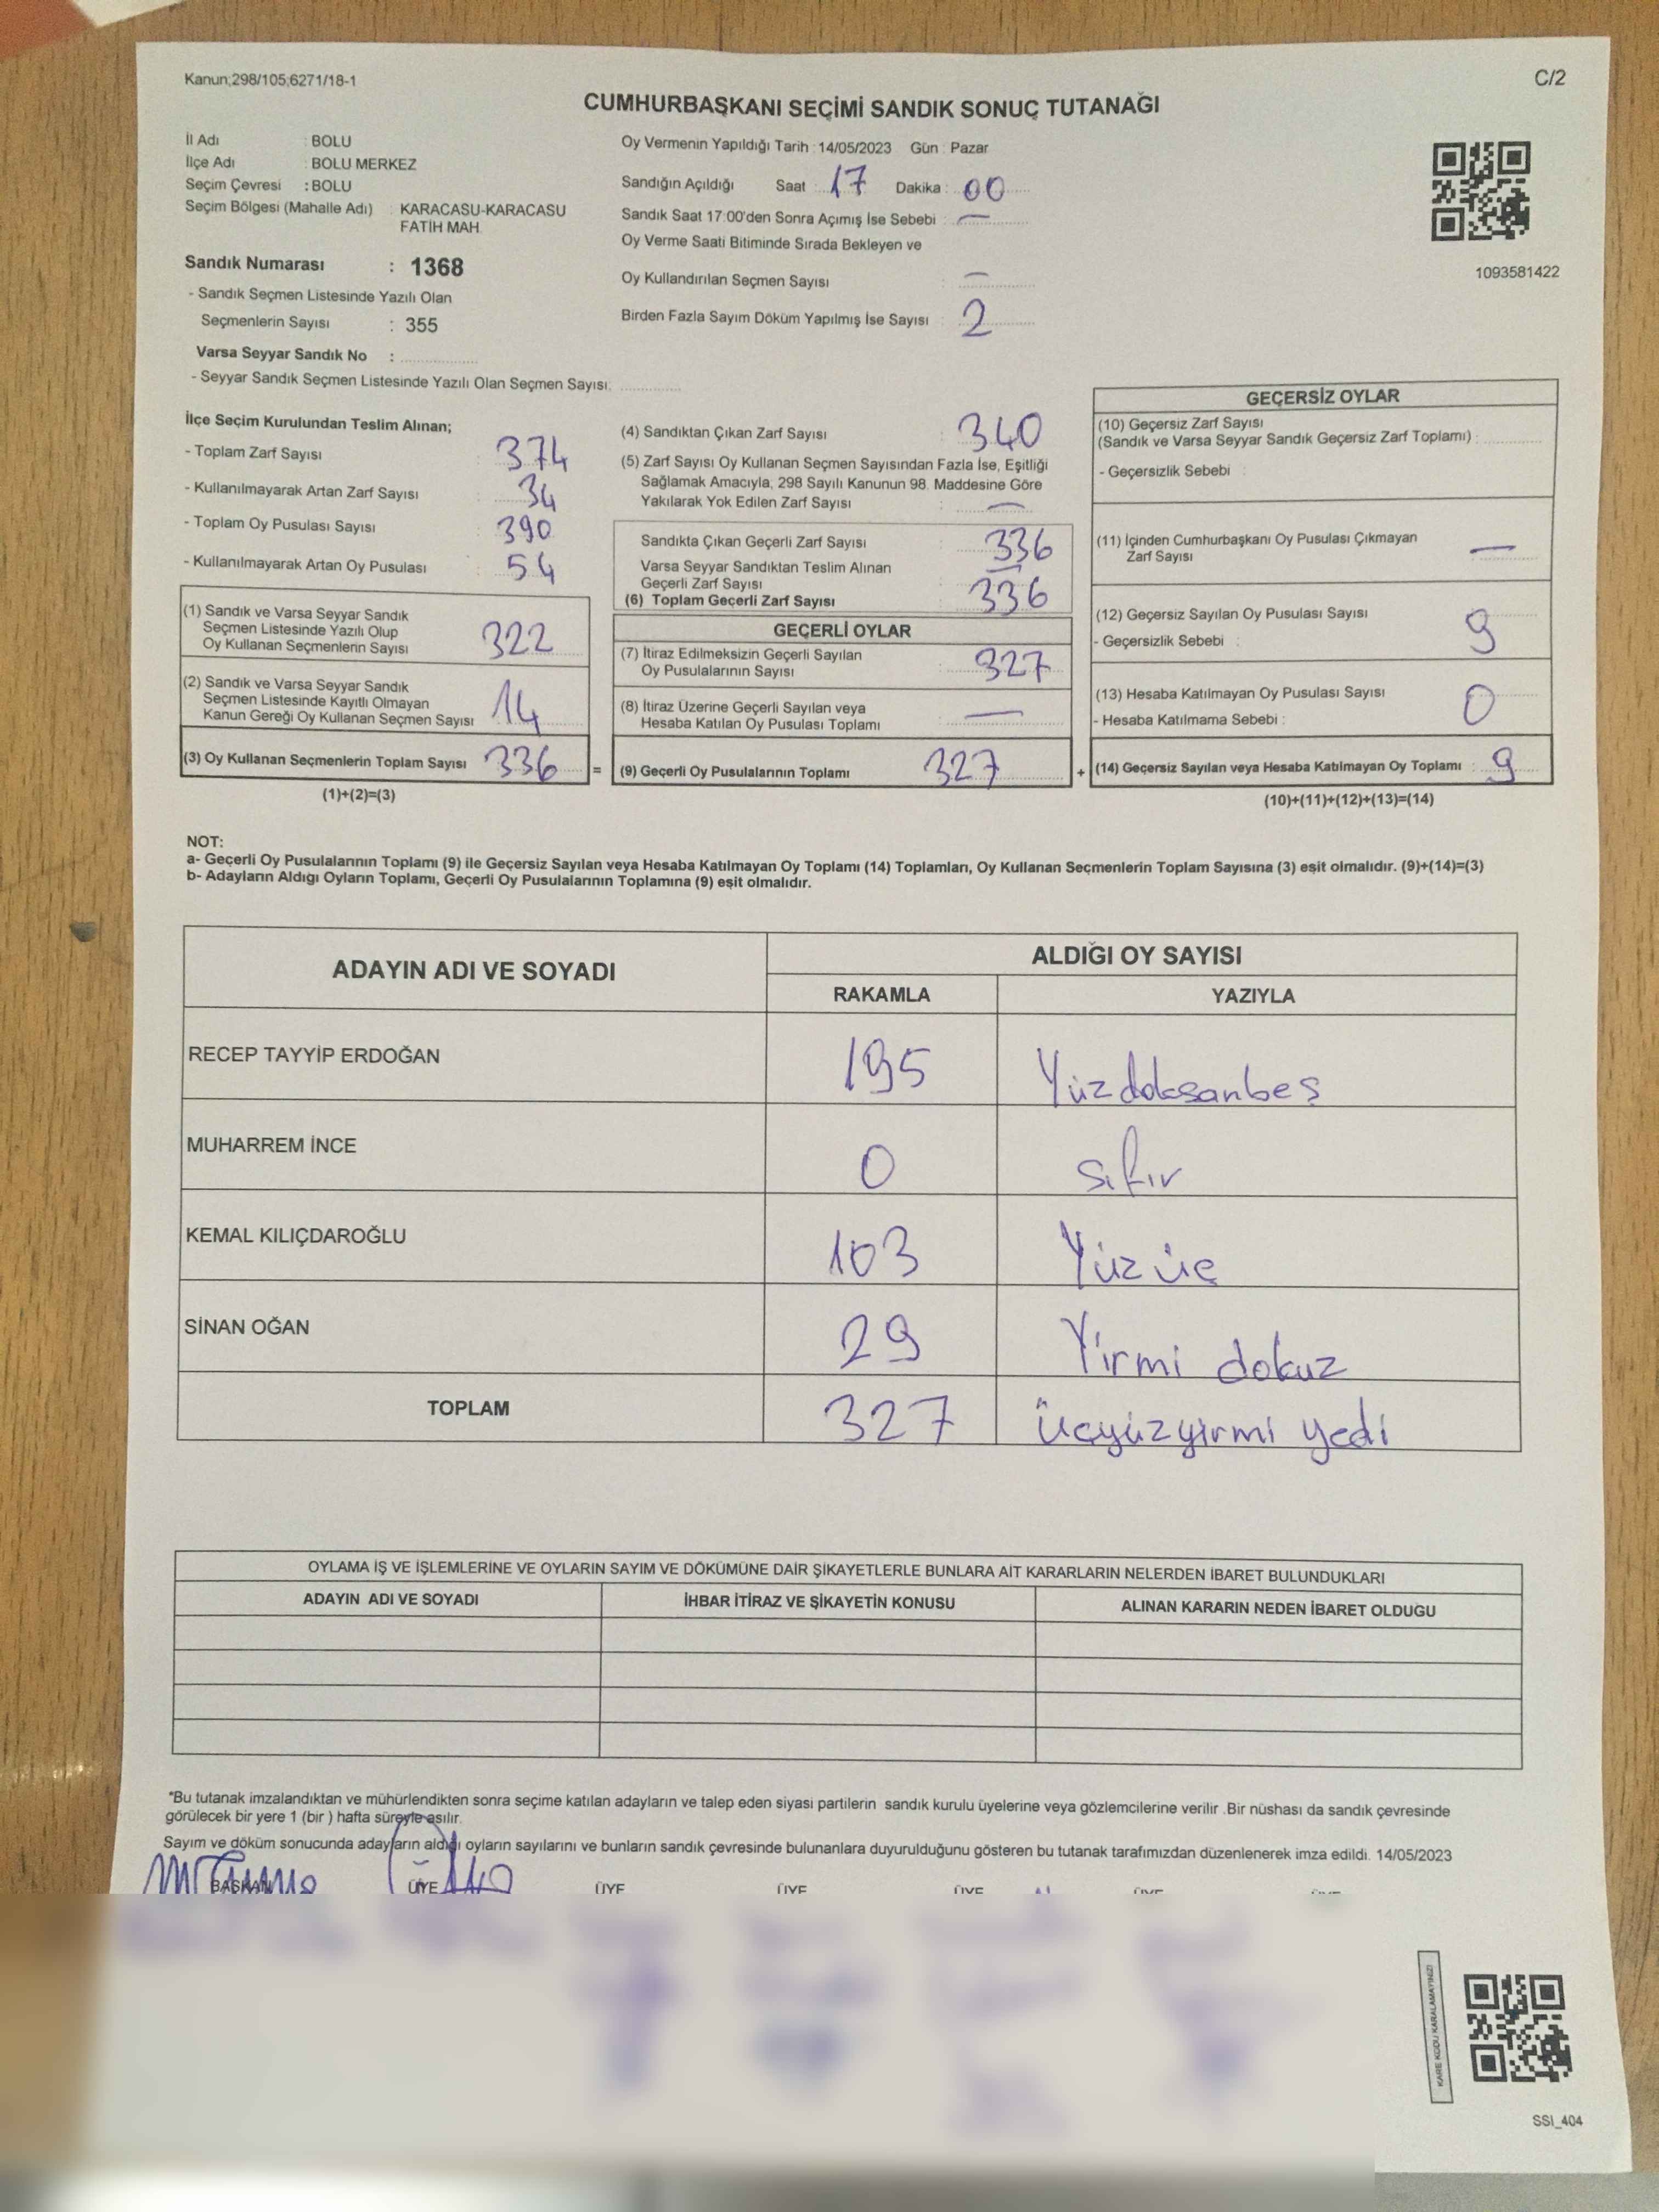 Kanun;298/105;6271/18-1
C/2
CUMHURBAŞKANI SEÇİMİ SANDIK SONUÇ TUTANAĞI
İl Adı : BOLU
İlçe Adı : BOLU MERKEZ
Seçim Çevresi : BOLU
Seçim Bölgesi (Mahalle Adı) : KARACASU-KARACASU
FATİH MAH.
Sandık Numarası : 1368
- Sandık Seçmen Listesinde Yazılı Olan
Seçmenlerin Sayısı : 355
Varsa Seyyar Sandık No :
- Seyyar Sandık Seçmen Listesinde Yazılı Olan Seçmen Sayısı:
Oy Vermenin Yapıldığı Tarih : 14/05/2023 Gün : Pazar
Sandığın Açıldığı Saat : 17 Dakika : 00
Sandık Saat 17:00'den Sonra Açımış İse Sebebi : —
Oy Verme Saati Bitiminde Sırada Bekleyen ve
Oy Kullandırılan Seçmen Sayısı : —
Birden Fazla Sayım Döküm Yapılmış İse Sayısı : 2
1093581422
İlçe Seçim Kurulundan Teslim Alınan;
- Toplam Zarf Sayısı : 374
- Kullanılmayarak Artan Zarf Sayısı : 34
- Toplam Oy Pusulası Sayısı : 390
- Kullanılmayarak Artan Oy Pusulası : 54
(1) Sandık ve Varsa Seyyar Sandık
Seçmen Listesinde Yazılı Olup
Oy Kullanan Seçmenlerin Sayısı 322
(2) Sandık ve Varsa Seyyar Sandık
Seçmen Listesinde Kayıtlı Olmayan
Kanun Gereği Oy Kullanan Seçmen Sayısı 14
(3) Oy Kullanan Seçmenlerin Toplam Sayısı 336 =
(1)+(2)=(3)
(4) Sandıktan Çıkan Zarf Sayısı : 340
(5) Zarf Sayısı Oy Kullanan Seçmen Sayısından Fazla İse, Eşitliği
Sağlamak Amacıyla, 298 Sayılı Kanunun 98. Maddesine Göre
Yakılarak Yok Edilen Zarf Sayısı : —
Sandıkta Çıkan Geçerli Zarf Sayısı : 336
Varsa Seyyar Sandıktan Teslim Alınan
Geçerli Zarf Sayısı : —
(6) Toplam Geçerli Zarf Sayısı : 336
GEÇERLİ OYLAR
(7) İtiraz Edilmeksizin Geçerli Sayılan
Oy Pusulalarının Sayısı : 327
(8) İtiraz Üzerine Geçerli Sayılan veya
Hesaba Katılan Oy Pusulası Toplamı : —
(9) Geçerli Oy Pusulalarının Toplamı 327 +
GEÇERSİZ OYLAR
(10) Geçersiz Zarf Sayısı
(Sandık ve Varsa Seyyar Sandık Geçersiz Zarf Toplamı) :
- Geçersizlik Sebebi :
(11) İçinden Cumhurbaşkanı Oy Pusulası Çıkmayan
Zarf Sayısı —
(12) Geçersiz Sayılan Oy Pusulası Sayısı 9
- Geçersizlik Sebebi :
(13) Hesaba Katılmayan Oy Pusulası Sayısı 0
- Hesaba Katılmama Sebebi :
(14) Geçersiz Sayılan veya Hesaba Katılmayan Oy Toplamı : 9
(10)+(11)+(12)+(13)=(14)
NOT:
a- Geçerli Oy Pusulalarının Toplamı (9) ile Geçersiz Sayılan veya Hesaba Katılmayan Oy Toplamı (14) Toplamları, Oy Kullanan Seçmenlerin Toplam Sayısına (3) eşit olmalıdır. (9)+(14)=(3)
b- Adayların Aldığı Oyların Toplamı, Geçerli Oy Pusulalarının Toplamına (9) eşit olmalıdır.
ADAYIN ADI VE SOYADI
ALDIĞI OY SAYISI
RAKAMLA YAZIYLA
RECEP TAYYİP ERDOĞAN 195 Yüzdoksanbeş
MUHARREM İNCE 0 sıfır
KEMAL KILIÇDAROĞLU 103 Yüzüç
SİNAN OĞAN 29 Yirmi dokuz
TOPLAM 327 üçyüzyirmi yedi
OYLAMA İŞ VE İŞLEMLERİNE VE OYLARIN SAYIM VE DÖKÜMÜNE DAİR ŞİKAYETLERLE BUNLARA AİT KARARLARIN NELERDEN İBARET BULUNDUKLARI
ADAYIN ADI VE SOYADI İHBAR İTİRAZ VE ŞİKAYETİN KONUSU ALINAN KARARIN NEDEN İBARET OLDUĞU
*Bu tutanak imzalandıktan ve mühürlendikten sonra seçime katılan adayların ve talep eden siyasi partilerin sandık kurulu üyelerine veya gözlemcilerine verilir .Bir nüshası da sandık çevresinde
görülecek bir yere 1 (bir ) hafta süreyle asılır.
Sayım ve döküm sonucunda adayların aldığı oyların sayılarını ve bunların sandık çevresinde bulunanlara duyurulduğunu gösteren bu tutanak tarafımızdan düzenlenerek imza edildi. 14/05/2023
BAŞKAN ÜYE ÜYE ÜYE ÜYE ÜYE
KARE KODU KARALAMAYINIZ!
SSI_404